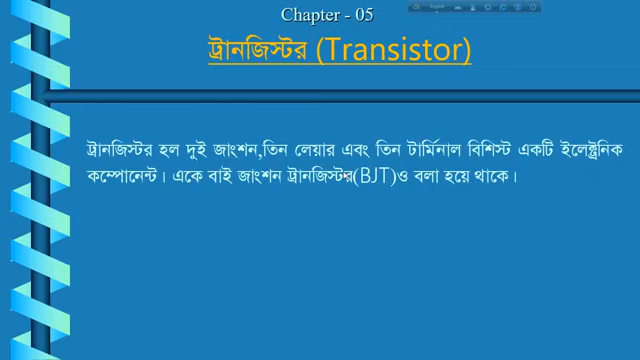 Chapter - 05
English
ট্রানজিস্টর (Transistor)
ট্রানজিস্টর হল দুই জাংশন,তিন লেয়ার এবং তিন টার্মিনাল বিশিস্ট একটি ইলেক্ট্রনিক
কম্পোনেন্ট। একে বাই জাংশন ট্রানজিস্টর(BJT)ও বলা হয়ে থাকে।